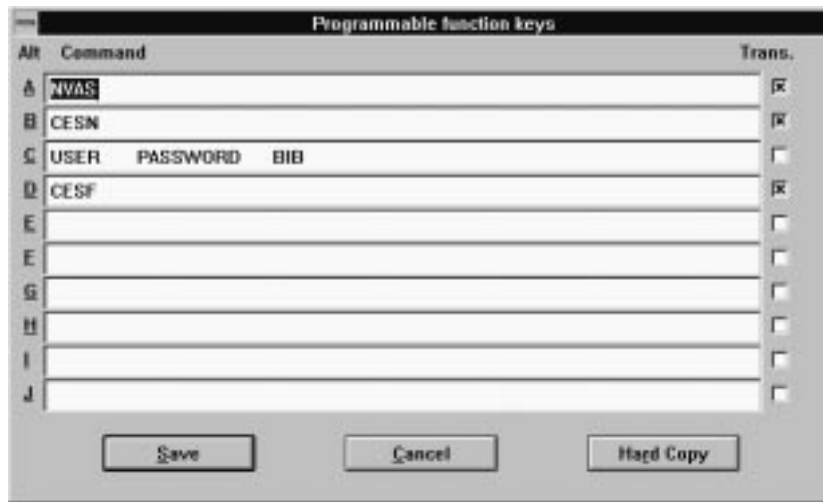 Programmable function keys
Alt Command Trans.
A NVAS
B CESN
C USER PASSWORD BIB
D CESF
E
F
G
H
I
J
Save Cancel Hard Copy